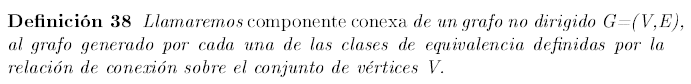 Definición 38 Llamaremos componente conexa de un grafo no dirigido G=(V,E),
al grafo generado por cada una de las clases de equivalencia definidas por la
relación de conexión sobre el conjunto de vértices V.